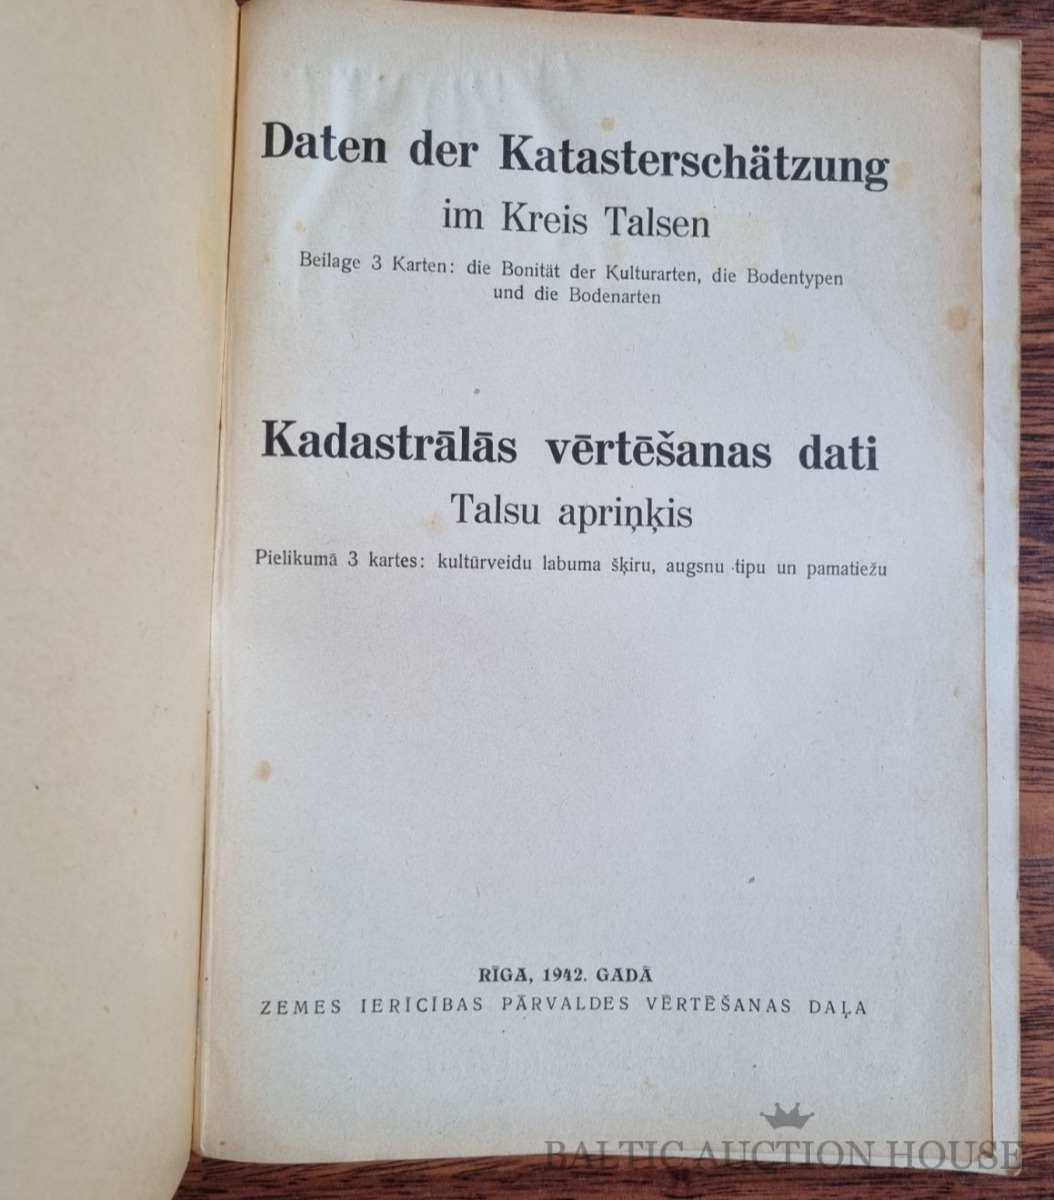 Daten der Katasterschätzung
im Kreis Talsen
Beilage 3 Karten: die Bonität der Kulturarten, die Bodentypen
und die Bodenarten
Kadastrālās vērtēšanas dati
Talsu apriņķis
Pielikumā 3 kartes: kultūrveidu labuma šķiru, augsnu tipu un pamatiežu
RĪGA, 1942. GADĀ
ZEMES IERĪCĪBAS PĀRVALDES VĒRTĒŠANAS DAĻA
BALTIC AUCTION HOUSE